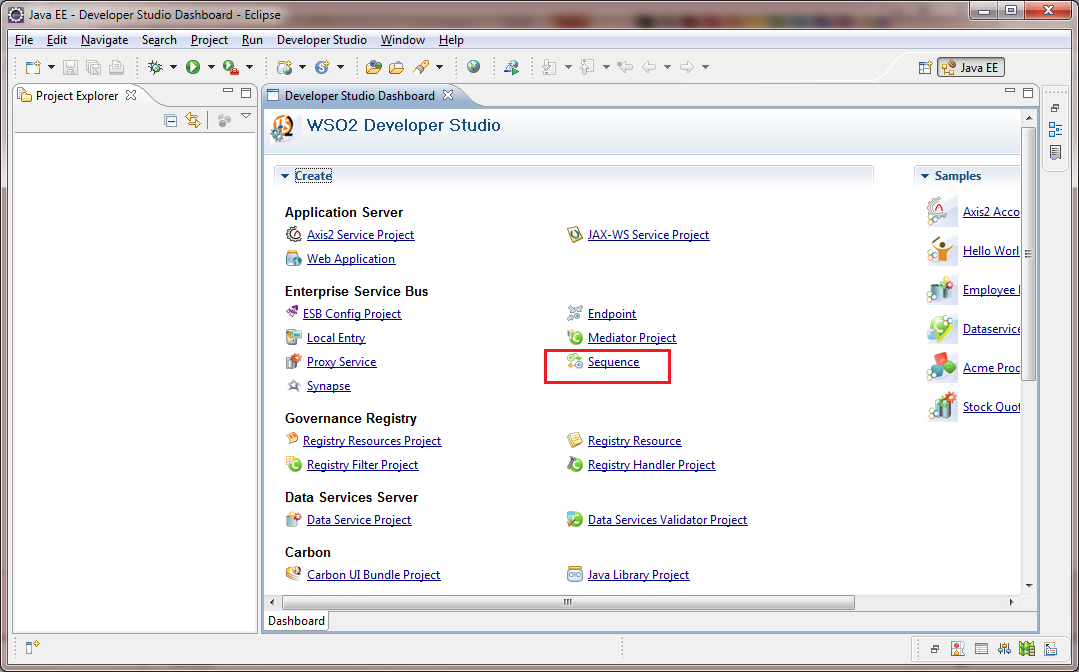 Java EE - Developer Studio Dashboard - Eclipse
File Edit Navigate Search Project Run Developer Studio Window Help
Java EE
Project Explorer
Developer Studio Dashboard
WSO2 Developer Studio
Create
Samples
Application Server
Axis2 Service Project
JAX-WS Service Project
Web Application
Enterprise Service Bus
ESB Config Project
Endpoint
Local Entry
Mediator Project
Proxy Service
Sequence
Synapse
Governance Registry
Registry Resources Project
Registry Resource
Registry Filter Project
Registry Handler Project
Data Services Server
Data Service Project
Data Services Validator Project
Carbon
Carbon UI Bundle Project
Java Library Project
Axis2 Acco
Hello Worl
Employee
Dataservice
Acme Proc
Stock Quot
Dashboard